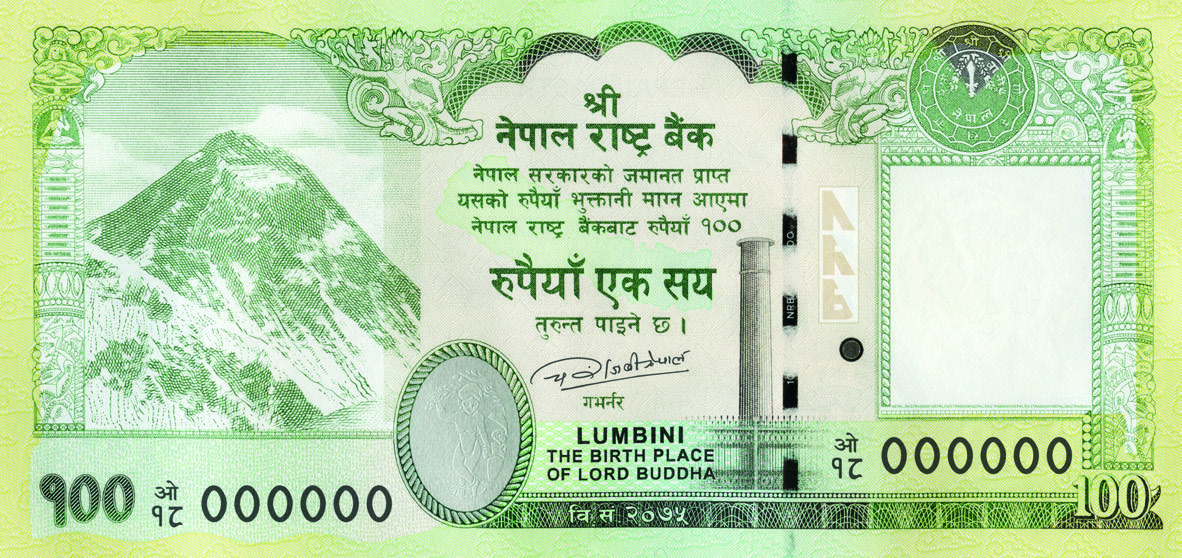 श्री
नेपाल राष्ट्र बैंक
नेपाल सरकारको जमानत प्राप्त
यसको रुपैयाँ भुक्तानी माग्न आएमा
नेपाल राष्ट्र बैंकबाट रुपैयाँ १००
रुपैयाँ एक सय
तुरुन्त पाइने छ ।
गभर्नर
LUMBINI
THE BIRTH PLACE
OF LORD BUDDHA
NRB
ओ
१८ 000000
१०० ओ
१८ 000000
वि सं २०७५
100